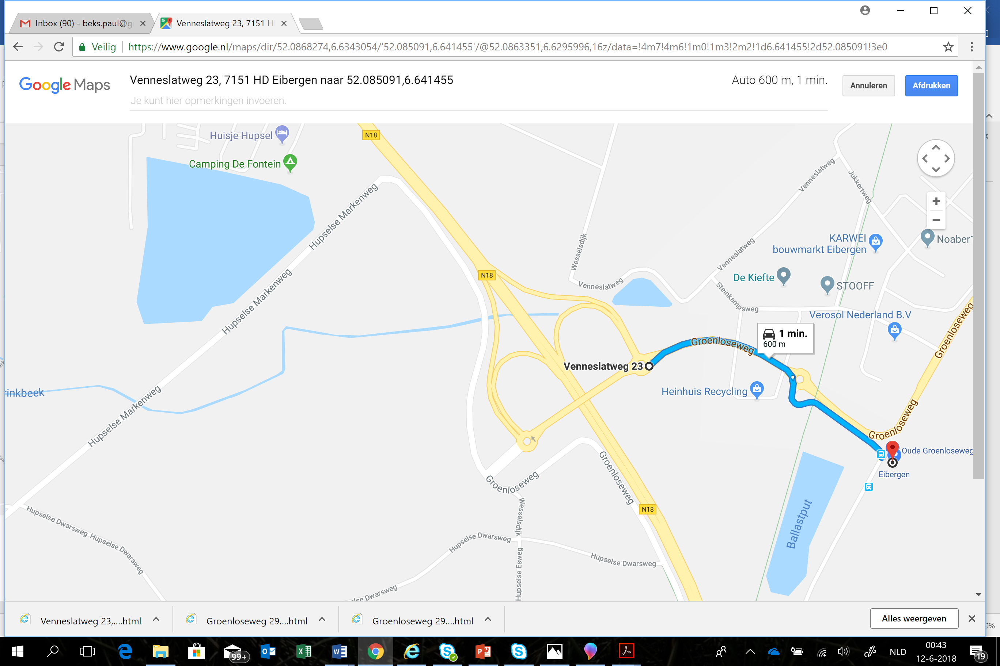 Inbox (90) - beks.paul@g
Venneslatweg 23, 7151 H
Veilig
https://www.google.nl/maps/dir/52.0868274,6.6343054/'52.085091,6.641455'/@52.0863351,6.6295996,16z/data=!4m7!4m6!1m0!1m3!2m2!1d6.641455!2d52.085091!3e0
Google Maps
Venneslatweg 23, 7151 HD Eibergen naar 52.085091,6.641455
Auto 600 m, 1 min.
Annuleren
Afdrukken
Je kunt hier opmerkingen invoeren.
N18
Huisje Hupsel
Camping De Fontein
Venneslatweg
Jukkertweg
Hupselse Markenweg
Wesselsdijk
KARWEI
bouwmarkt Eibergen
Noaber
Venneslatweg
N18
Venneslatweg
De Kiefte
STOOFF
Steinkampsweg
Hupselse Markenweg
Verosol Nederland B.V
Groenloseweg
1 min.
600 m
Groenloseweg
Venneslatweg 23
Heinhuis Recycling
rinkbeek
Hupselse Markenweg
Groenloseweg
Groenloseweg
Oude Groenloseweg
Eibergen
Groenloseweg
Groenloseweg
N18
Wesselsdijk
Ballastput
Hupselse Dwarsweg
Hupselse Dwarsweg
Hupselse Dwarsweg
Hupselse Dwarsweg
Hupselse Esweg
lse Dwarsweg
Venneslatweg 23,....html
Groenloseweg 29....html
Groenloseweg 29....html
Alles weergeven
0%
99+
NLD
00:43
12-6-2018
19